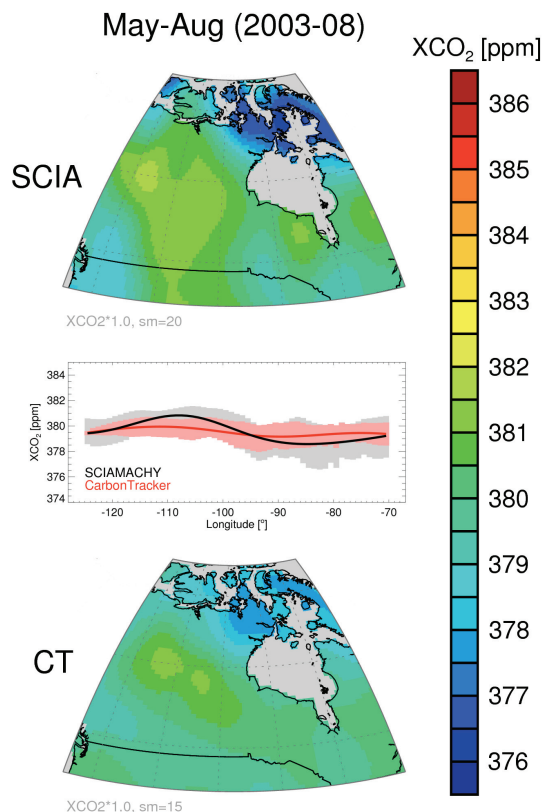 May-Aug (2003-08)
XCO₂ [ppm]
SCIA
XCO2*1.0, sm=20
386
385
384
383
382
381
380
379
378
377
376
384
382
380
378
376
374
XCO₂ [ppm]
SCIAMACHY
CarbonTracker
-120 -110 -100 -90 -80 -70
Longitude [°]
CT
XCO2*1.0, sm=15